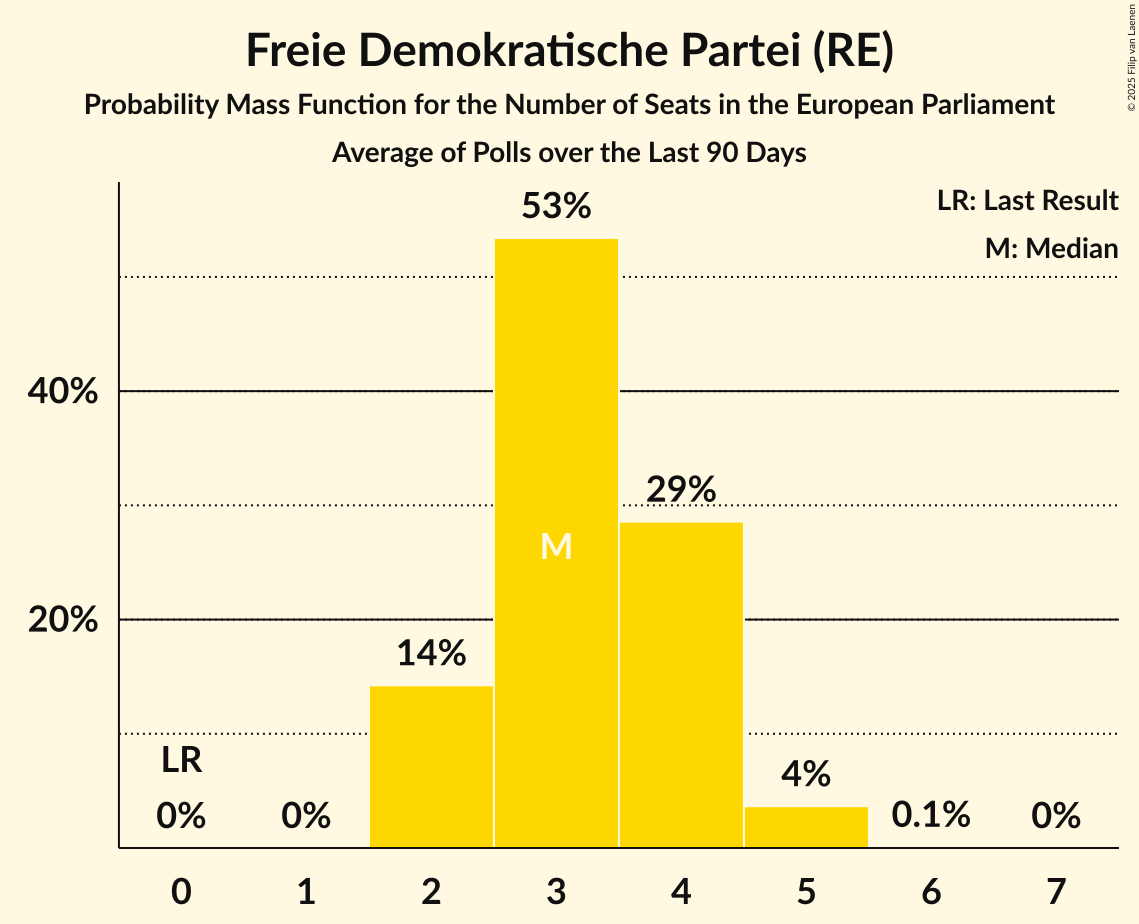 Freie Demokratische Partei (RE)
Probability Mass Function for the Number of Seats in the European Parliament
Average of Polls over the Last 90 Days
© 2025 Filip van Laenen
LR: Last Result
M: Median
53%
40%
29%
M
20%
14%
LR
4%
0%
0%
0.1%
0%
0
1
2
3
4
5
6
7